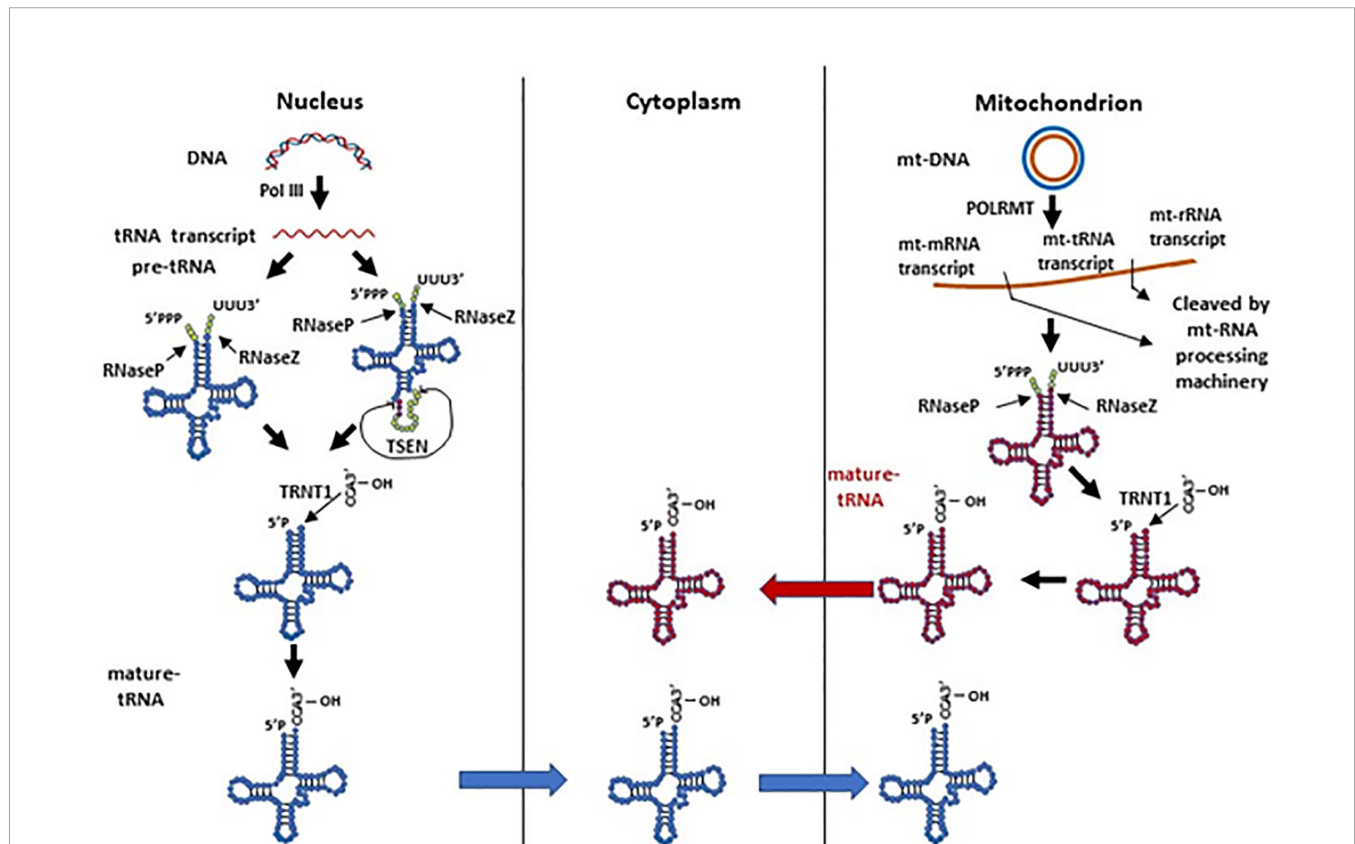 Nucleus
Cytoplasm
Mitochondrion
DNA
Pol III
tRNA transcript
pre-tRNA
5'PPP
UUU3'
RNaseP
RNaseZ
5'PPP
UUU3'
RNaseP
RNaseZ
TSEN
TRNT1
CCA3'
OH
5'P
mature-
tRNA
CCA3'
OH
5'P
CCA3'
OH
5'P
CCA3'
OH
5'P
mt-DNA
POLRMT
mt-mRNA
transcript
mt-tRNA
transcript
mt-rRNA
transcript
Cleaved by
mt-RNA
processing
machinery
5'PPP
UUU3'
RNaseP
RNaseZ
TRNT1
CCA3'
OH
5'P
mature-
tRNA
CCA3'
OH
5'P
CCA3'
OH
5'P